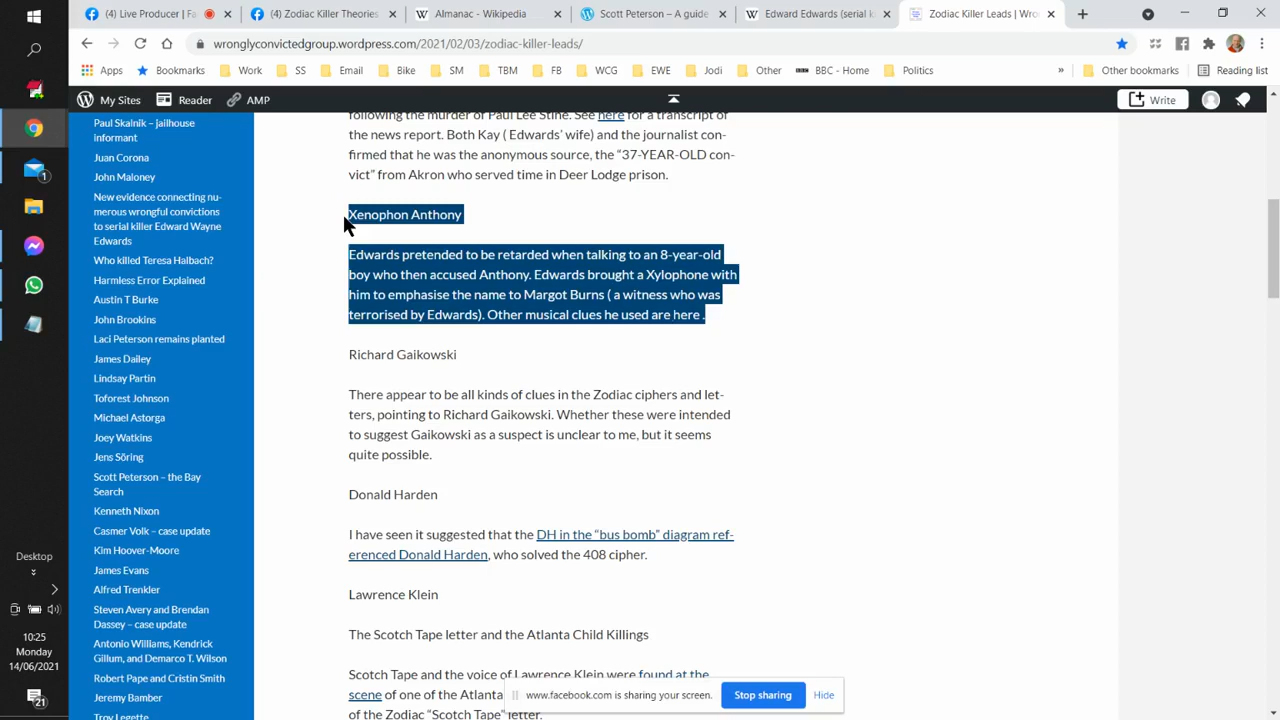 (4) Live Producer | Fa
(4) Zodiac Killer Theories
Almanac - Wikipedia
Scott Peterson – A guide
Edward Edwards (serial k
Zodiac Killer Leads | Wro
wronglyconvictedgroup.wordpress.com/2021/02/03/zodiac-killer-leads/
Apps
Bookmarks
Work
SS
Email
Bike
SM
TBM
FB
WCG
EWE
Jodi
Other
BBC - Home
Politics
»
Other bookmarks
Reading list
My Sites
Reader
AMP
Write
Paul Skalnik – jailhouse
informant
Juan Corona
John Maloney
New evidence connecting nu-
merous wrongful convictions
to serial killer Edward Wayne
Edwards
Who killed Teresa Halbach?
Harmless Error Explained
Austin T Burke
John Brookins
Laci Peterson remains planted
James Dailey
Lindsay Partin
Toforest Johnson
Michael Astorga
Joey Watkins
Jens Söring
Scott Peterson – the Bay
Search
Kenneth Nixon
Casmer Volk – case update
Kim Hoover-Moore
James Evans
Alfred Trenkler
Steven Avery and Brendan
Dassey – case update
Antonio Williams, Kendrick
Gillum, and Demarco T. Wilson
Robert Pape and Cristin Smith
Jeremy Bamber
Troy Legette
following the murder of Paul Lee Stine. See here for a transcript of
the news report. Both Kay ( Edwards’ wife) and the journalist con-
firmed that he was the anonymous source, the “37-YEAR-OLD con-
vict” from Akron who served time in Deer Lodge prison.
Xenophon Anthony
Edwards pretended to be retarded when talking to an 8-year-old
boy who then accused Anthony. Edwards brought a Xylophone with
him to emphasise the name to Margot Burns ( a witness who was
terrorised by Edwards). Other musical clues he used are here .
Richard Gaikowski
There appear to be all kinds of clues in the Zodiac ciphers and let-
ters, pointing to Richard Gaikowski. Whether these were intended
to suggest Gaikowski as a suspect is unclear to me, but it seems
quite possible.
Donald Harden
I have seen it suggested that the DH in the “bus bomb” diagram ref-
erenced Donald Harden, who solved the 408 cipher.
Lawrence Klein
The Scotch Tape letter and the Atlanta Child Killings
Scotch Tape and the voice of Lawrence Klein were found at the
scene of one of the Atlanta
of the Zodiac “Scotch Tape” letter.
www.facebook.com is sharing your screen.
Stop sharing
Hide
1
Desktop
10:25
Monday
14/06/2021
21